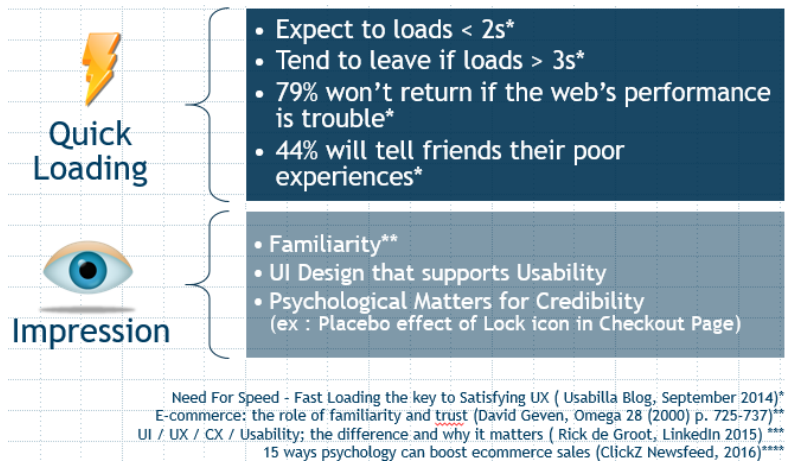 Quick
Loading
• Expect to loads < 2s*
• Tend to leave if loads > 3s*
• 79% won't return if the web's performance
is trouble*
• 44% will tell friends their poor
experiences*
Impression
• Familiarity**
• UI Design that supports Usability
• Psychological Matters for Credibility
(ex : Placebo effect of Lock icon in Checkout Page)
Need For Speed - Fast Loading the key to Satisfying UX ( Usabilla Blog, September 2014)*
E-commerce: the role of familiarity and trust (David Geven, Omega 28 (2000) p. 725-737)**
UI / UX / CX / Usability; the difference and why it matters ( Rick de Groot, LinkedIn 2015) ***
15 ways psychology can boost ecommerce sales (ClickZ Newsfeed, 2016)****